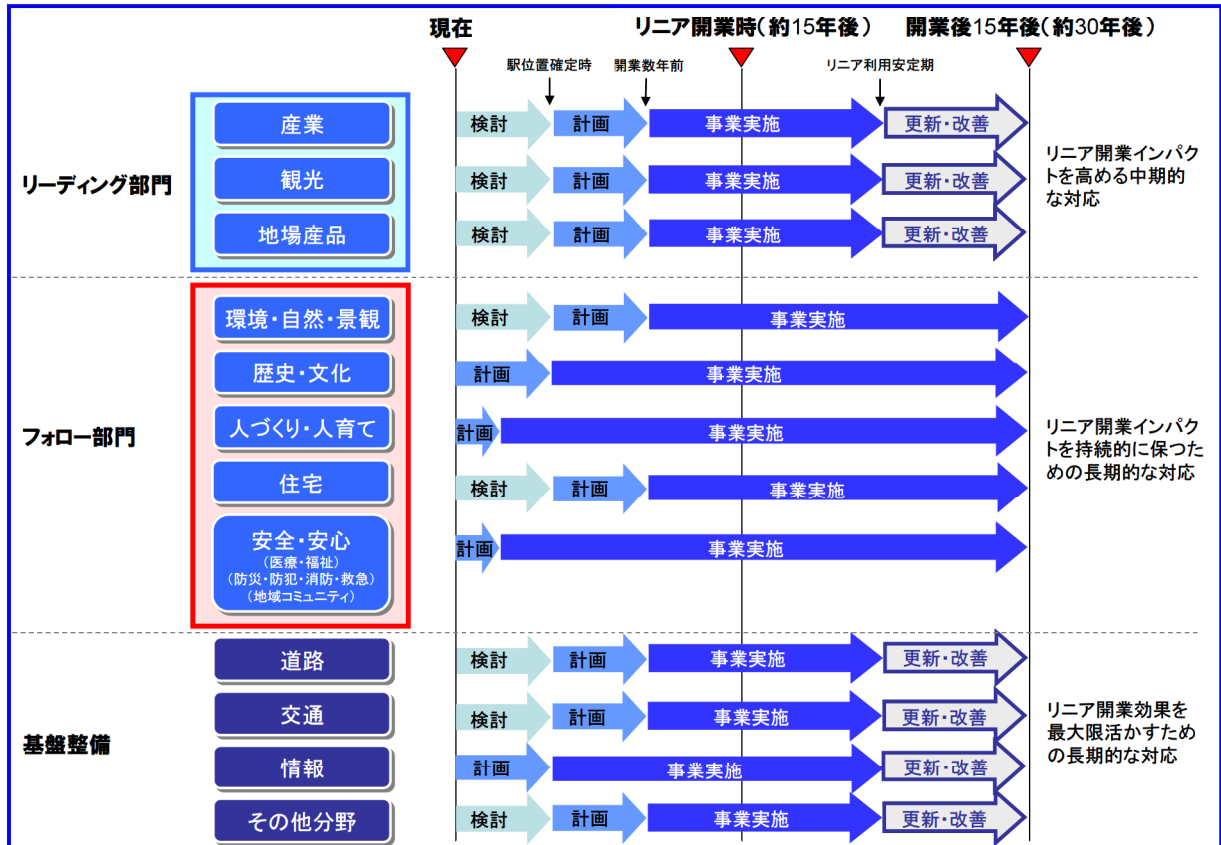 現在
リニア開業時(約15年後)
開業後15年後(約30年後)
駅位置確定時
開業数年前
リニア利用安定期
リーディング部門
産業
検討
計画
事業実施
更新・改善
観光
検討
計画
事業実施
更新・改善
地場産品
検討
計画
事業実施
更新・改善
リニア開業インパク
トを高める中期的
な対応
フォロー部門
環境・自然・景観
検討
計画
事業実施
歴史・文化
計画
事業実施
人づくり・人育て
計画
事業実施
住宅
検討
計画
事業実施
安全・安心
(医療・福祉)
(防災・防犯・消防・救急)
(地域コミュニティ)
計画
事業実施
リニア開業インパク
トを持続的に保つた
めの長期的な対応
基盤整備
道路
検討
計画
事業実施
更新・改善
交通
検討
計画
事業実施
更新・改善
情報
計画
事業実施
更新・改善
その他分野
検討
計画
事業実施
更新・改善
リニア開業効果を
最大限活かすため
の長期的な対応